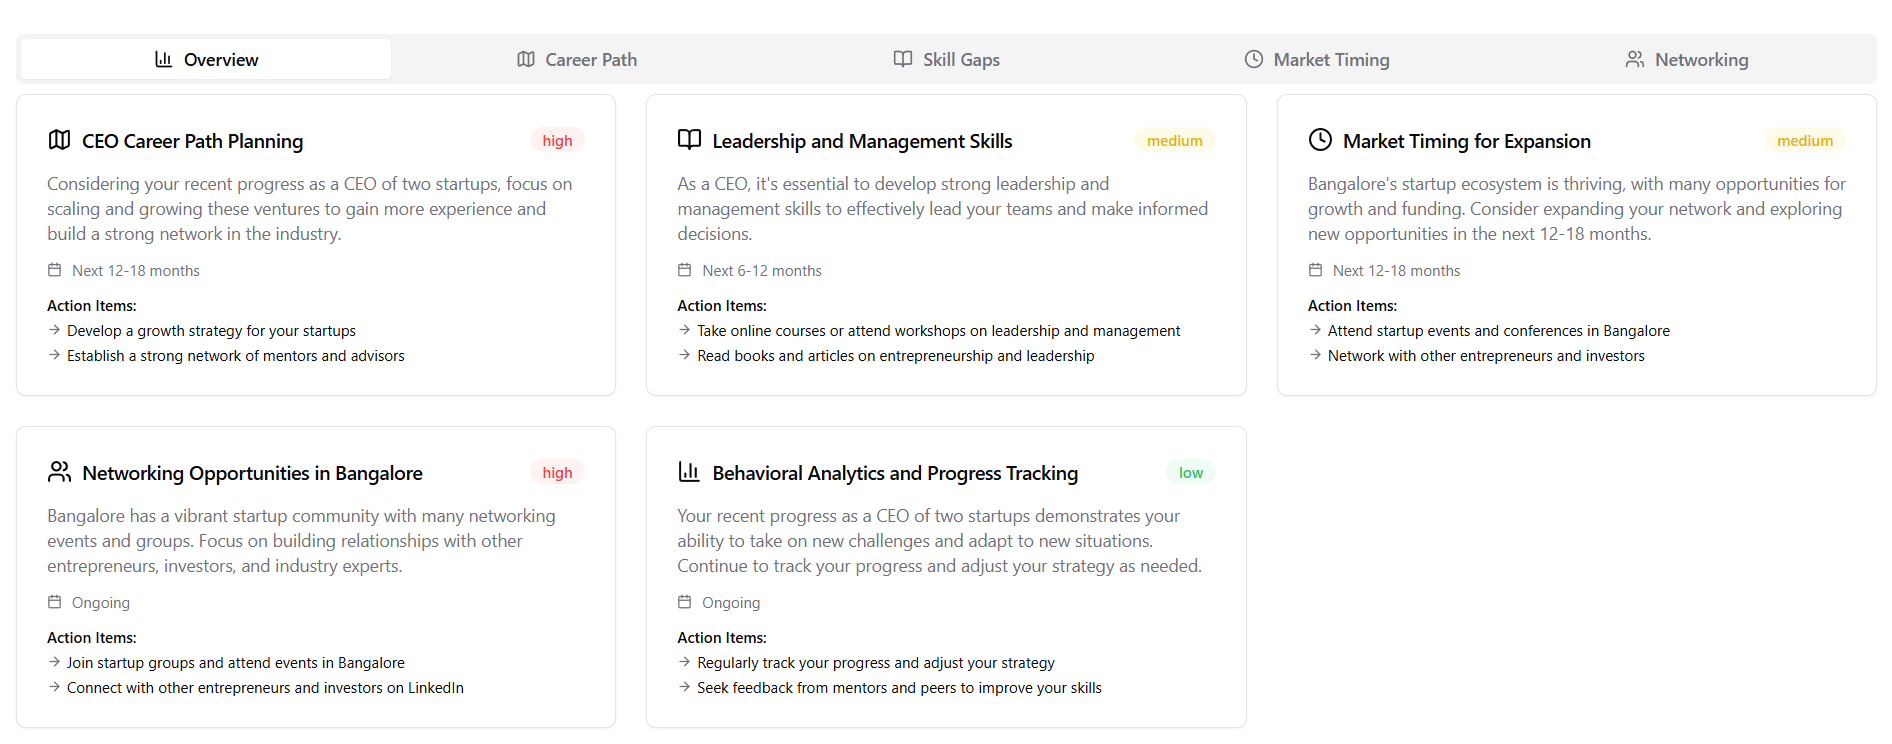 Overview
Career Path
Skill Gaps
Market Timing
Networking
CEO Career Path Planning
high
Considering your recent progress as a CEO of two startups, focus on
scaling and growing these ventures to gain more experience and
build a strong network in the industry.
Next 12-18 months
Action Items:
→ Develop a growth strategy for your startups
→ Establish a strong network of mentors and advisors
Leadership and Management Skills
medium
As a CEO, it's essential to develop strong leadership and
management skills to effectively lead your teams and make informed
decisions.
Next 6-12 months
Action Items:
→ Take online courses or attend workshops on leadership and management
→ Read books and articles on entrepreneurship and leadership
Market Timing for Expansion
medium
Bangalore's startup ecosystem is thriving, with many opportunities for
growth and funding. Consider expanding your network and exploring
new opportunities in the next 12-18 months.
Next 12-18 months
Action Items:
→ Attend startup events and conferences in Bangalore
→ Network with other entrepreneurs and investors
Networking Opportunities in Bangalore
high
Bangalore has a vibrant startup community with many networking
events and groups. Focus on building relationships with other
entrepreneurs, investors, and industry experts.
Ongoing
Action Items:
→ Join startup groups and attend events in Bangalore
→ Connect with other entrepreneurs and investors on LinkedIn
Behavioral Analytics and Progress Tracking
low
Your recent progress as a CEO of two startups demonstrates your
ability to take on new challenges and adapt to new situations.
Continue to track your progress and adjust your strategy as needed.
Ongoing
Action Items:
→ Regularly track your progress and adjust your strategy
→ Seek feedback from mentors and peers to improve your skills